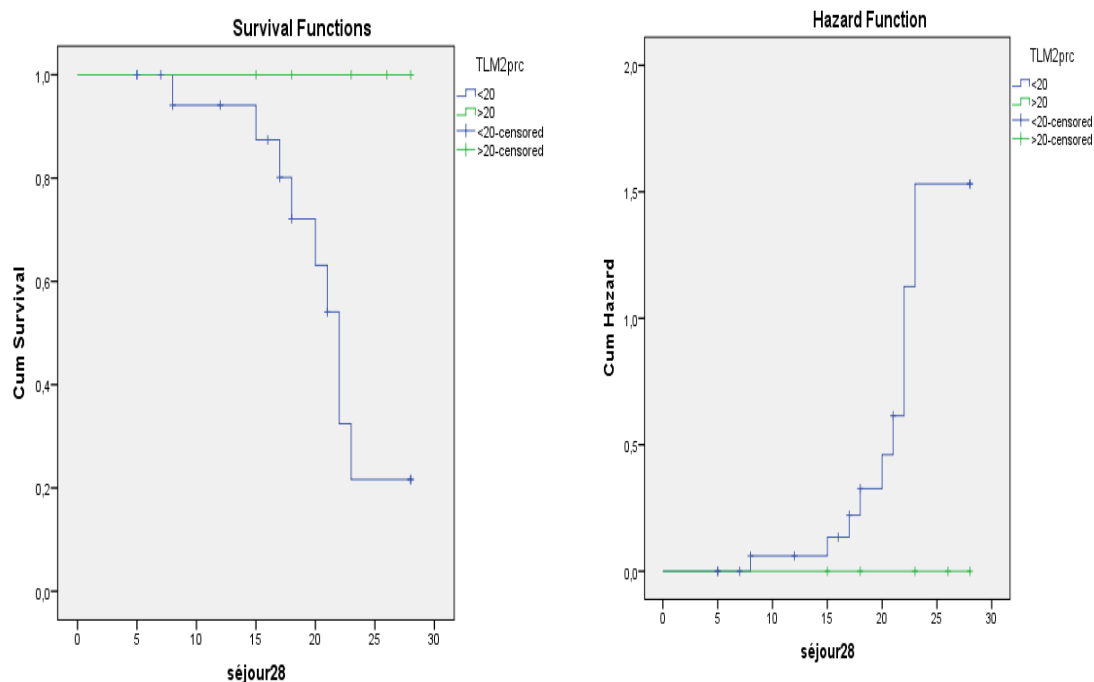 Survival Functions
1,0
0,8
0,6
0,4
0,2
0,0
Cum Survival
0
5
10
15
20
25
30
séjour28
TLM2prc
<20
>20
<20-censored
>20-censored
Hazard Function
2,0
1,5
1,0
0,5
0,0
Cum Hazard
0
5
10
15
20
25
30
séjour28
TLM2prc
<20
>20
<20-censored
>20-censored